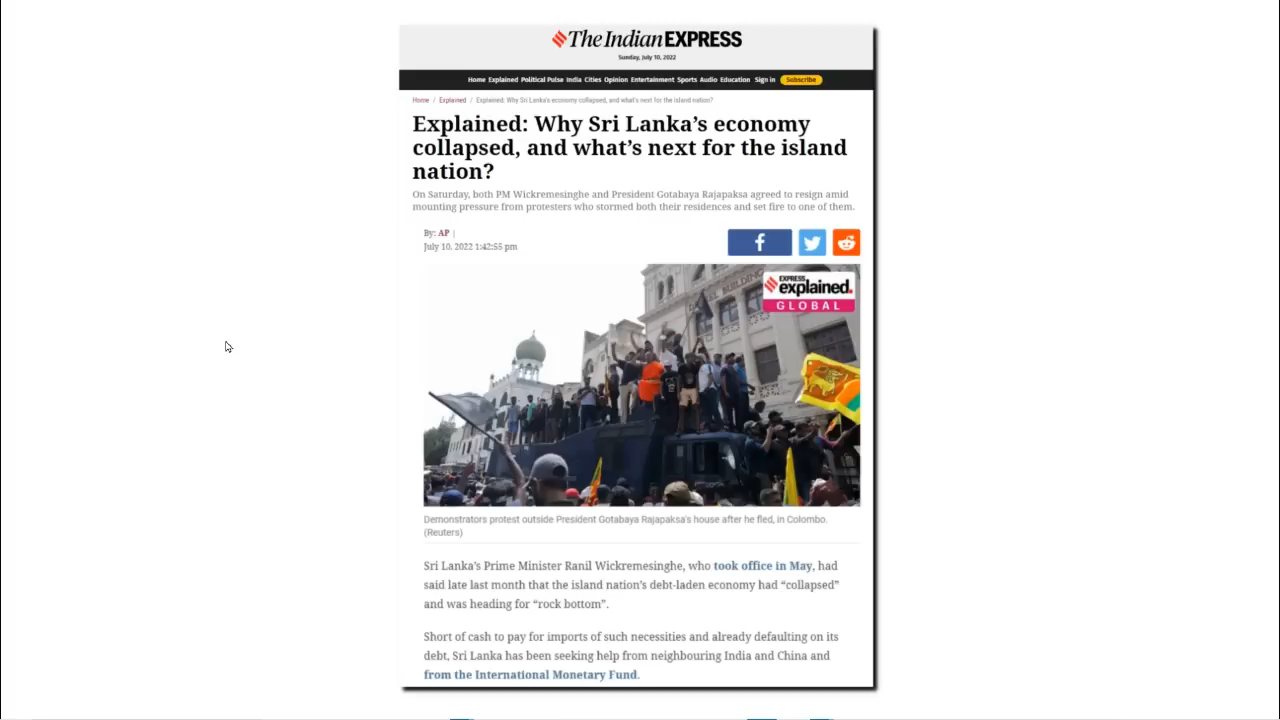 The Indian EXPRESS
Sunday, July 10, 2022
Home Explained Political Pulse India Cities Opinion Entertainment Sports Audio Education Sign in Subscribe
Home / Explained / Explained: Why Sri Lanka's economy collapsed, and what's next for the island nation?
Explained: Why Sri Lanka’s economy
collapsed, and what’s next for the island
nation?
On Saturday, both PM Wickremesinghe and President Gotabaya Rajapaksa agreed to resign amid
mounting pressure from protesters who stormed both their residences and set fire to one of them.
By: AP |
July 10, 2022 1:42:55 pm
EXPRESS
explained.
GLOBAL
BUILDING
Demonstrators protest outside President Gotabaya Rajapaksa's house after he fled, in Colombo.
(Reuters)
Sri Lanka’s Prime Minister Ranil Wickremesinghe, who took office in May, had
said late last month that the island nation’s debt-laden economy had “collapsed”
and was heading for “rock bottom”.
Short of cash to pay for imports of such necessities and already defaulting on its
debt, Sri Lanka has been seeking help from neighbouring India and China and
from the International Monetary Fund.